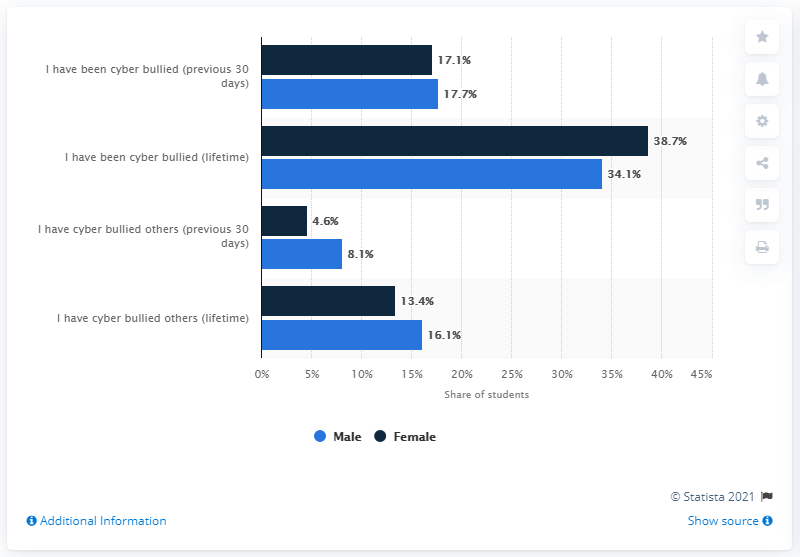 I have been cyber bullied (previous 30
days)
17.1%
17.7%
I have been cyber bullied (lifetime)
38.7%
34.1%
I have cyber bullied others (previous 30
days)
4.6%
8.1%
I have cyber bullied others (lifetime)
13.4%
16.1%
0% 5% 10% 15% 20% 25% 30% 35% 40% 45%
Share of students
Male Female
© Statista 2021
Additional Information
Show source